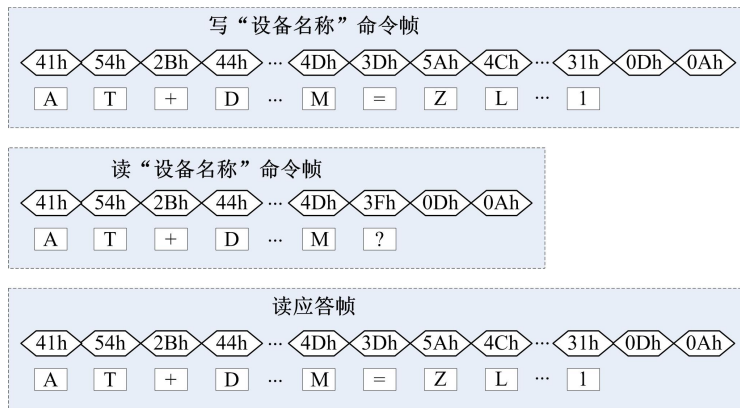 写“设备名称”命令帧
41h 54h 2Bh 44h ... 4Dh 3Dh 5Ah 4Ch ... 31h 0Dh 0Ah
A T + D ... M = Z L ... 1
读“设备名称”命令帧
41h 54h 2Bh 44h ... 4Dh 3Fh 0Dh 0Ah
A T + D ... M ?
读应答帧
41h 54h 2Bh 44h ... 4Dh 3Dh 5Ah 4Ch ... 31h 0Dh 0Ah
A T + D ... M = Z L ... 1